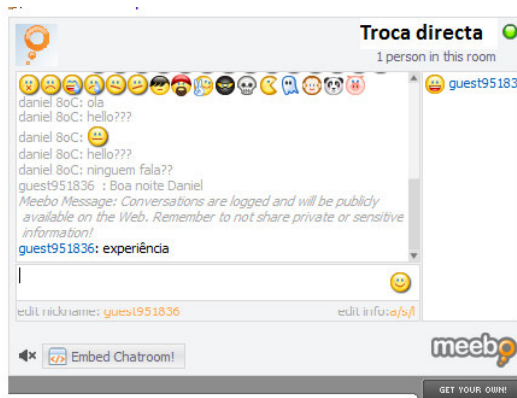 Troca directa
1 person in this room
guest95183
daniel 8oC: ola
daniel 8oC: hello???
daniel 8oC:
daniel 8oC: hello???
daniel 8oC: ninguem fala??
guest951836 : Boa noite Daniel
Meebo Message: Conversations are logged and will be publicly
available on the Web. Remember to not share private or sensitive
information!
guest951836: experiência
edit nickname: guest951836 edit info: a/s/l
Embed Chatroom!
meebo
GET YOUR OWN!